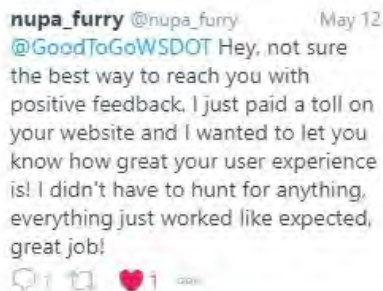 nupa_furry @nupa_furry May 12
@GoodToGoWSDOT Hey, not sure
the best way to reach you with
positive feedback, I just paid a toll on
your website and I wanted to let you
know how great your user experience
is! I didn't have to hunt for anything,
everything just worked like expected,
great job!
1 1